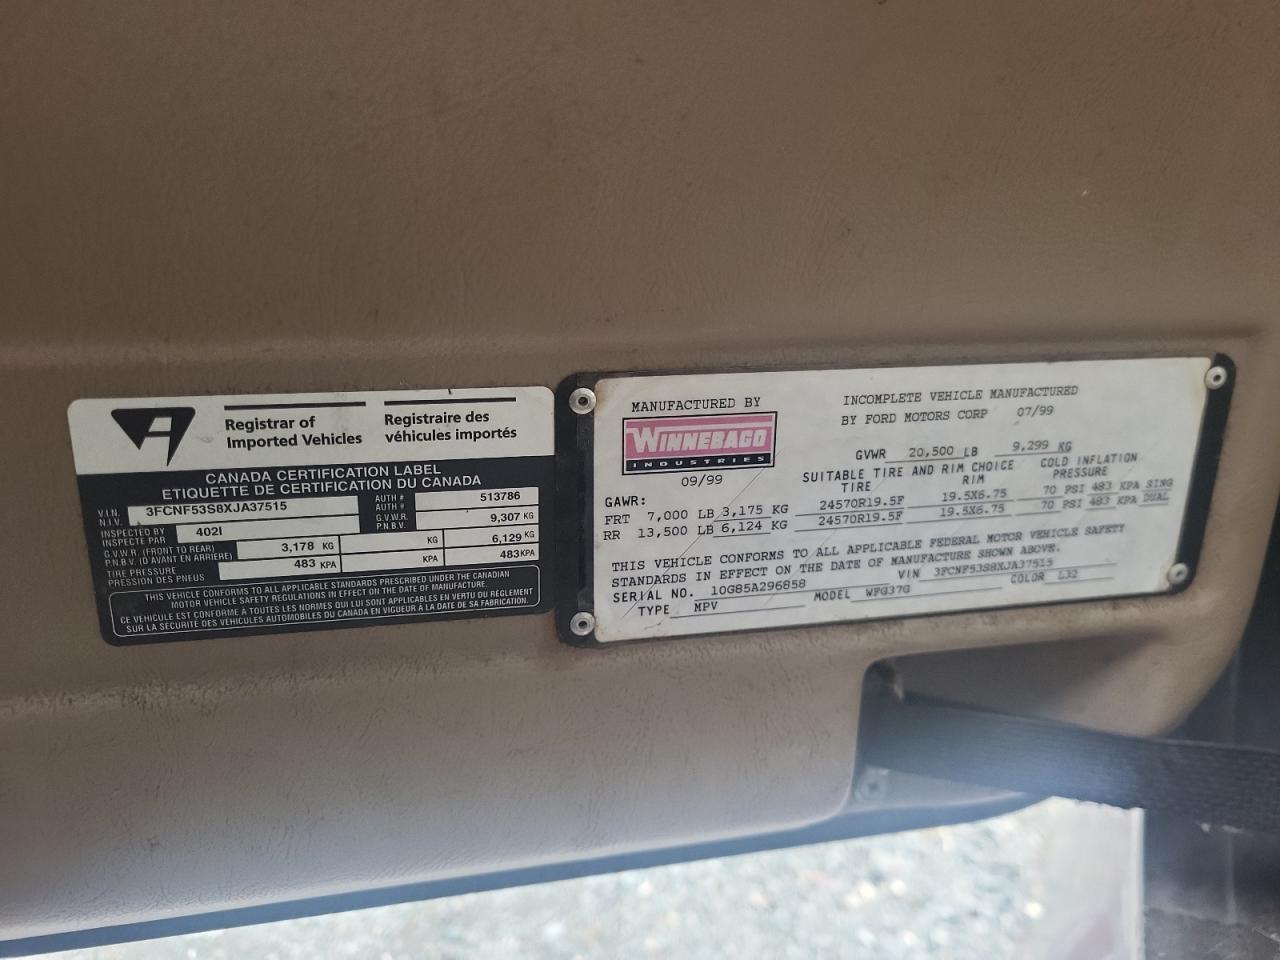 Registrar of
Imported Vehicles
Registraire des
véhicules importés
CANADA CERTIFICATION LABEL
ETIQUETTE DE CERTIFICATION DU CANADA
V.I.N.
N.I.V. 3FCNF53S8XJA37515
AUTH # 513786
AUTH #
INSPECTED BY
INSPECTE PAR 402I
G.V.W.R.
P.N.B.V. 9,307 KG
G.V.W.R. (FRONT TO REAR)
P.N.B.V. (D AVANT EN ARRIERE) 3,178 KG KG 6,129 KG
TIRE PRESSURE
PRESSION DES PNEUS 483 KPA KPA 483 KPA
THIS VEHICLE CONFORMS TO ALL APPLICABLE STANDARDS PRESCRIBED UNDER THE CANADIAN
MOTOR VEHICLE SAFETY REGULATIONS IN EFFECT ON THE DATE OF MANUFACTURE.
CE VEHICULE EST CONFORME À TOUTES LES NORMES QUI LUI SONT APPLICABLES EN VERTU DU RÉGLEMENT
SUR LA SÉCURITÉ DES VÉHICULES AUTOMOBILES DU CANADA EN VIGUEUR À LA DATE DE SA FABRICATION.
MANUFACTURED BY
WINNEBAGO
INDUSTRIES
09/99
INCOMPLETE VEHICLE MANUFACTURED
BY FORD MOTORS CORP 07/99
GVWR 20,500 LB 9,299 KG
SUITABLE TIRE AND RIM CHOICE
TIRE RIM
COLD INFLATION
PRESSURE
GAWR:
FRT 7,000 LB 3,175 KG 24570R19.5F 19.5X6.75 70 PSI 483 KPA SING
RR 13,500 LB 6,124 KG 24570R19.5F 19.5X6.75 70 PSI 483 KPA DUAL
THIS VEHICLE CONFORMS TO ALL APPLICABLE FEDERAL MOTOR VEHICLE SAFETY
STANDARDS IN EFFECT ON THE DATE OF MANUFACTURE SHOWN ABOVE.
SERIAL NO. 10G85A296858 VIN 3FCNF53S8XJA37515
TYPE MPV MODEL WFG37G COLOR L32